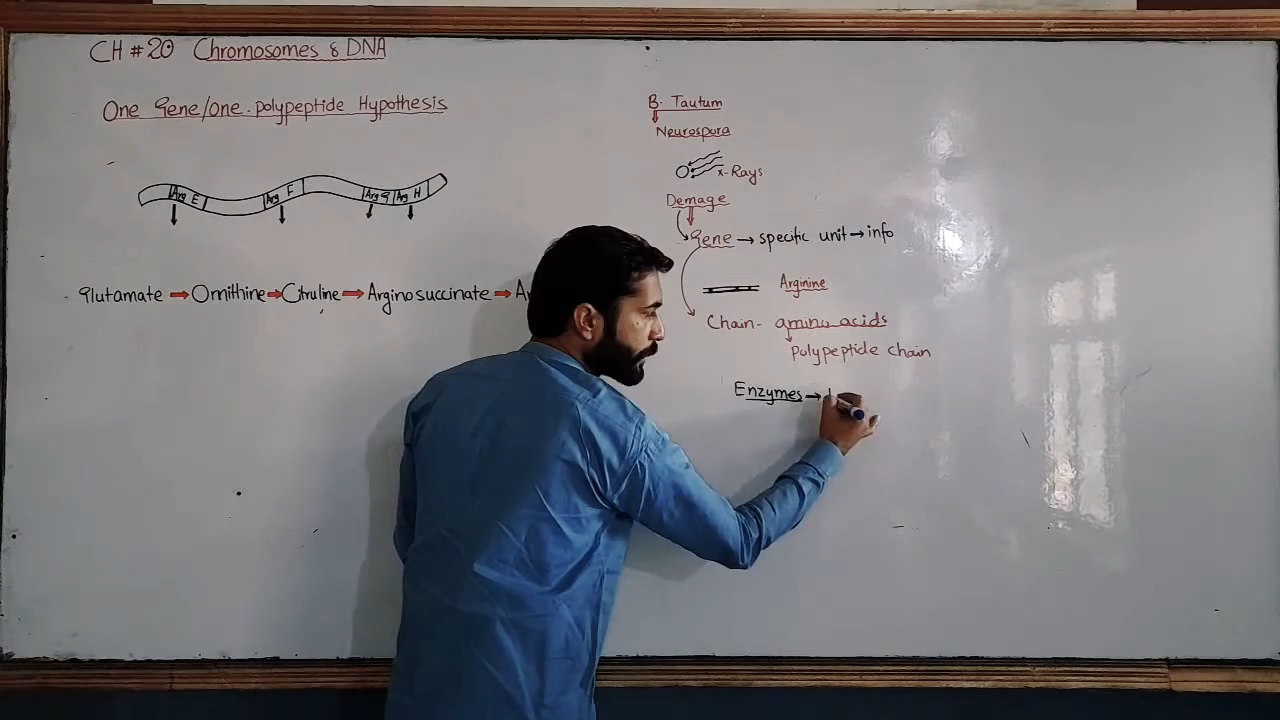 CH # 20 Chromosomes & DNA
One Gene/one polypeptide Hypothesis
Arg E Arg F Arg G Arg H
Glutamate → Ornithine → Citruline → Arginosuccinate →
B. Tautum
Neurospora
x-Rays
Demage
Gene → specific unit → info
Arginine
Chain- amino acids
Polypeptide chain
Enzymes →